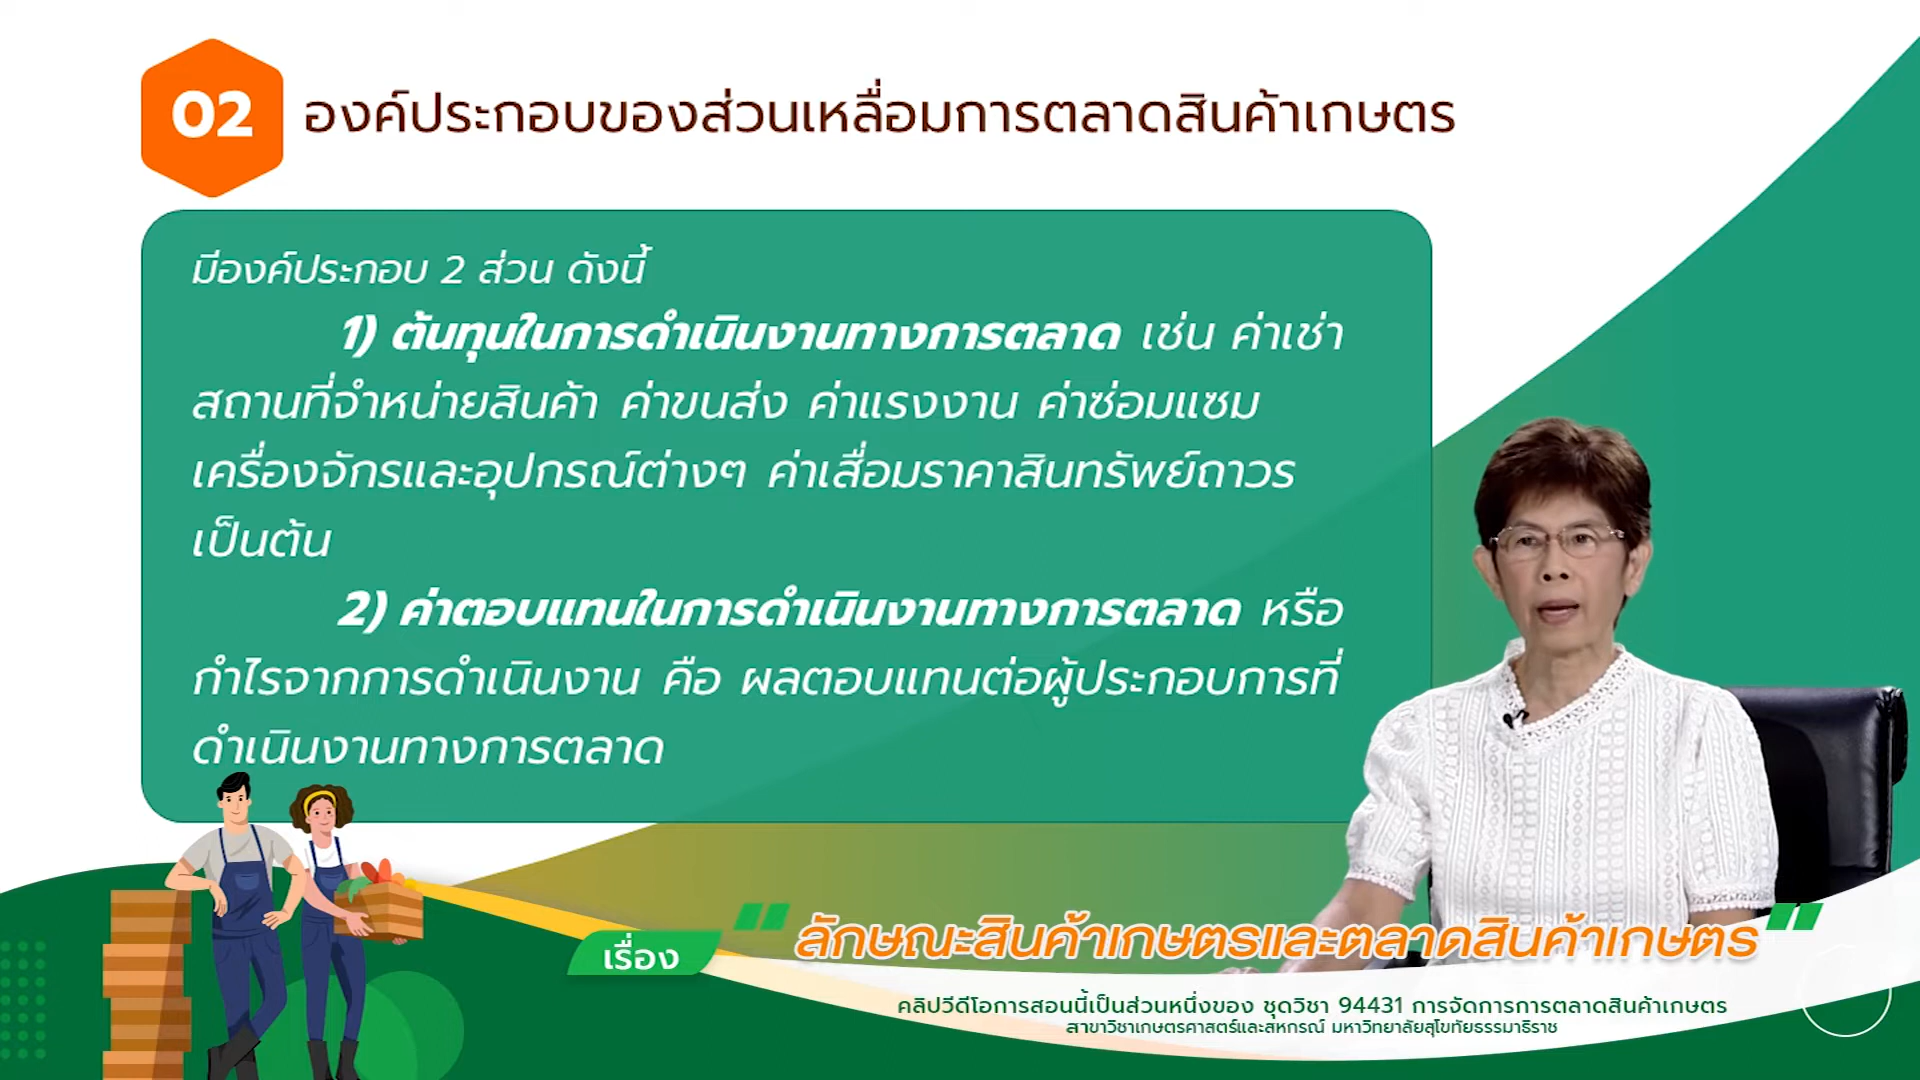 02
องค์ประกอบของส่วนเหลื่อมการตลาดสินค้าเกษตร
มีองค์ประกอบ 2 ส่วน ดังนี้
1) ต้นทุนในการดำเนินงานทางการตลาด เช่น ค่าเช่า
สถานที่จำหน่ายสินค้า ค่าขนส่ง ค่าแรงงาน ค่าซ่อมแซม
เครื่องจักรและอุปกรณ์ต่างๆ ค่าเสื่อมราคาสินทรัพย์ถาวร
เป็นต้น
2) ค่าตอบแทนในการดำเนินงานทางการตลาด หรือ
กำไรจากการดำเนินงาน คือ ผลตอบแทนต่อผู้ประกอบการที่
ดำเนินงานทางการตลาด
เรื่อง
"ลักษณะสินค้าเกษตรและตลาดสินค้าเกษตร"
คลิปวีดีโอการสอนนี้เป็นส่วนหนึ่งของ ชุดวิชา 94431 การจัดการการตลาดสินค้าเกษตร
สาขาวิชาเกษตรศาสตร์และสหกรณ์ มหาวิทยาลัยสุโขทัยธรรมาธิราช